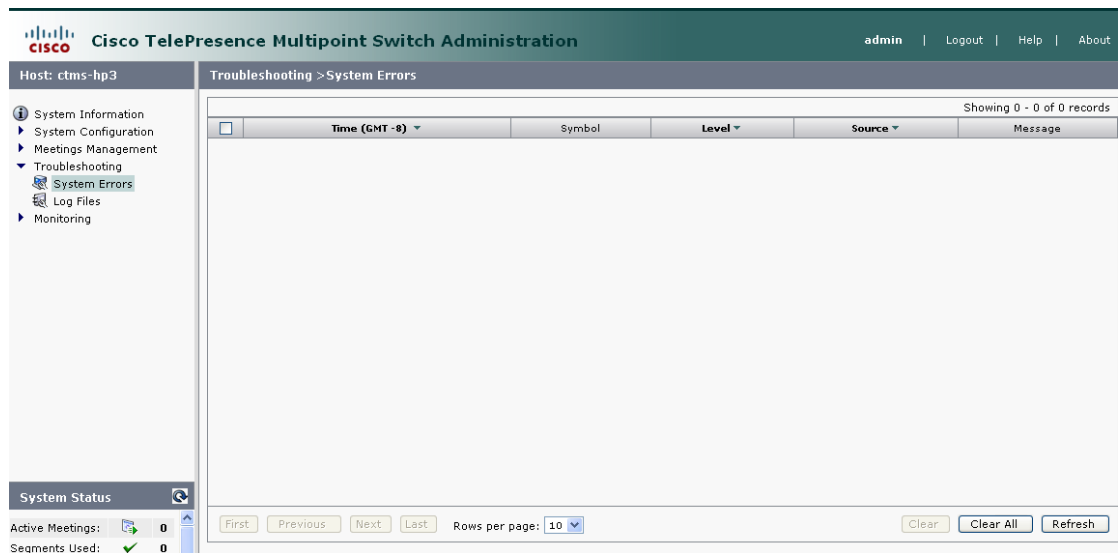 CISCO Cisco TelePresence Multipoint Switch Administration admin | Logout | Help | About
Host: ctms-hp3
Troubleshooting >System Errors
System Information
System Configuration
Meetings Management
Troubleshooting
System Errors
Log Files
Monitoring
Showing 0 - 0 of 0 records
Time (GMT -8) Symbol Level Source Message
System Status
Active Meetings: 0
Segments Used: 0
First Previous Next Last Rows per page: 10 Clear Clear All Refresh